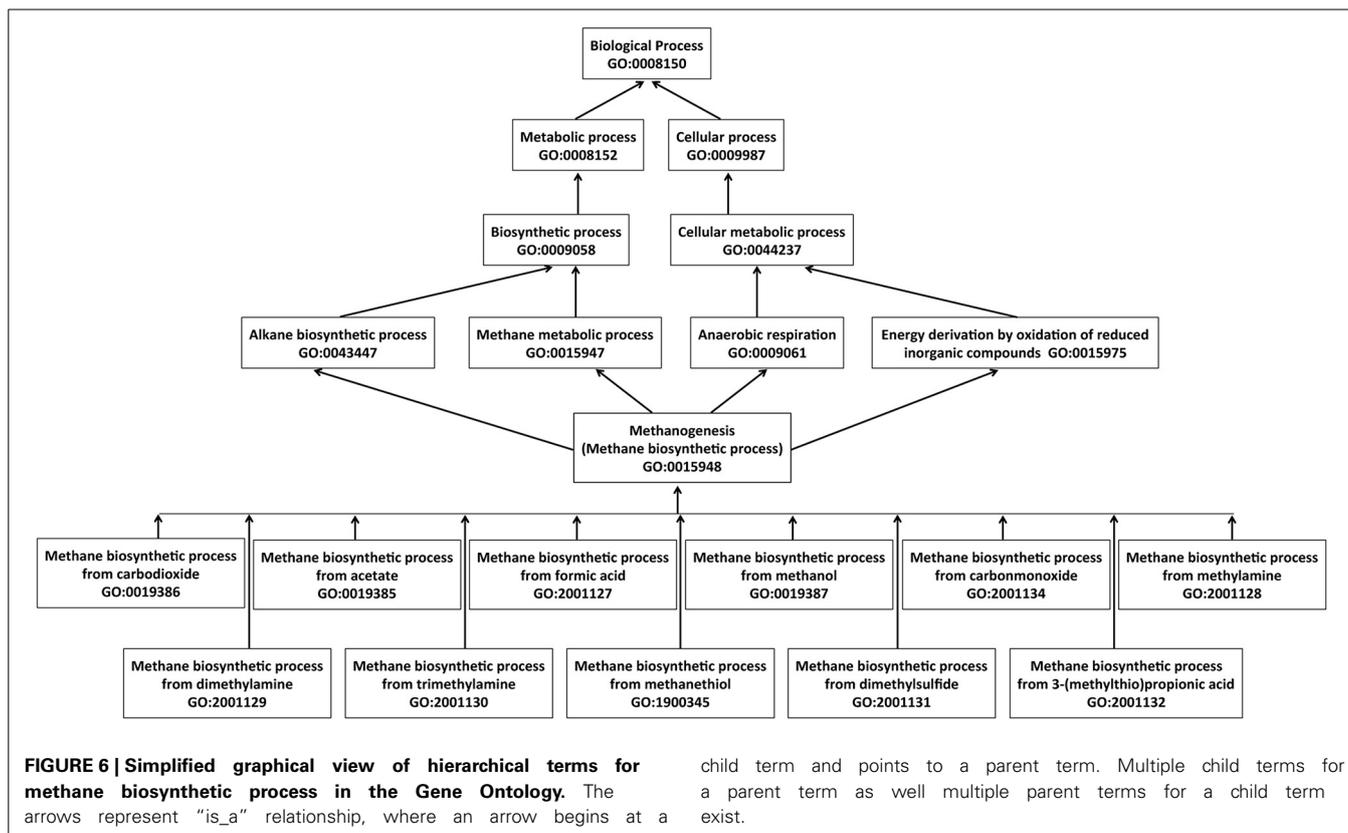 Biological Process
GO:0008150
Metabolic process
GO:0008152
Cellular process
GO:0009987
Biosynthetic process
GO:0009058
Cellular metabolic process
GO:0044237
Alkane biosynthetic process
GO:0043447
Methane metabolic process
GO:0015947
Anaerobic respiration
GO:0009061
Energy derivation by oxidation of reduced
inorganic compounds GO:0015975
Methanogenesis
(Methane biosynthetic process)
GO:0015948
Methane biosynthetic process
from carbodioxide
GO:0019386
Methane biosynthetic process
from acetate
GO:0019385
Methane biosynthetic process
from formic acid
GO:2001127
Methane biosynthetic process
from methanol
GO:0019387
Methane biosynthetic process
from carbonmonoxide
GO:2001134
Methane biosynthetic process
from methylamine
GO:2001128
Methane biosynthetic process
from dimethylamine
GO:2001129
Methane biosynthetic process
from trimethylamine
GO:2001130
Methane biosynthetic process
from methanethiol
GO:1900345
Methane biosynthetic process
from dimethylsulfide
GO:2001131
Methane biosynthetic process
from 3-(methylthio)propionic acid
GO:2001132
FIGURE 6 | Simplified graphical view of hierarchical terms for
methane biosynthetic process in the Gene Ontology. The
arrows represent "is_a" relationship, where an arrow begins at a
child term and points to a parent term. Multiple child terms for
a parent term as well multiple parent terms for a child term
exist.